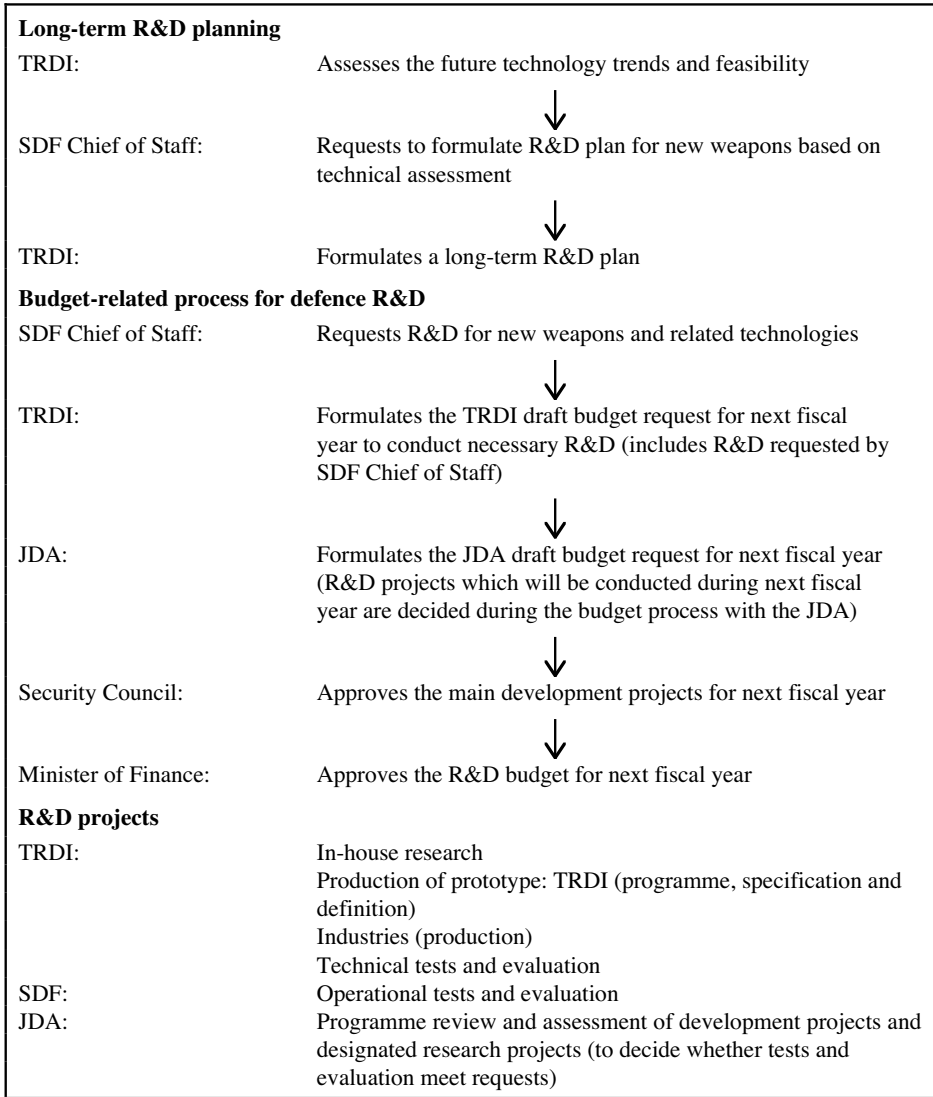 Long-term R&D planning
TRDI: Assesses the future technology trends and feasibility
SDF Chief of Staff: Requests to formulate R&D plan for new weapons based on
technical assessment
TRDI: Formulates a long-term R&D plan
Budget-related process for defence R&D
SDF Chief of Staff: Requests R&D for new weapons and related technologies
TRDI: Formulates the TRDI draft budget request for next fiscal
year to conduct necessary R&D (includes R&D requested by
SDF Chief of Staff)
JDA: Formulates the JDA draft budget request for next fiscal year
(R&D projects which will be conducted during next fiscal
year are decided during the budget process with the JDA)
Security Council: Approves the main development projects for next fiscal year
Minister of Finance: Approves the R&D budget for next fiscal year
R&D projects
TRDI: In-house research
Production of prototype: TRDI (programme, specification and
definition)
Industries (production)
Technical tests and evaluation
SDF: Operational tests and evaluation
JDA: Programme review and assessment of development projects and
designated research projects (to decide whether tests and
evaluation meet requests)